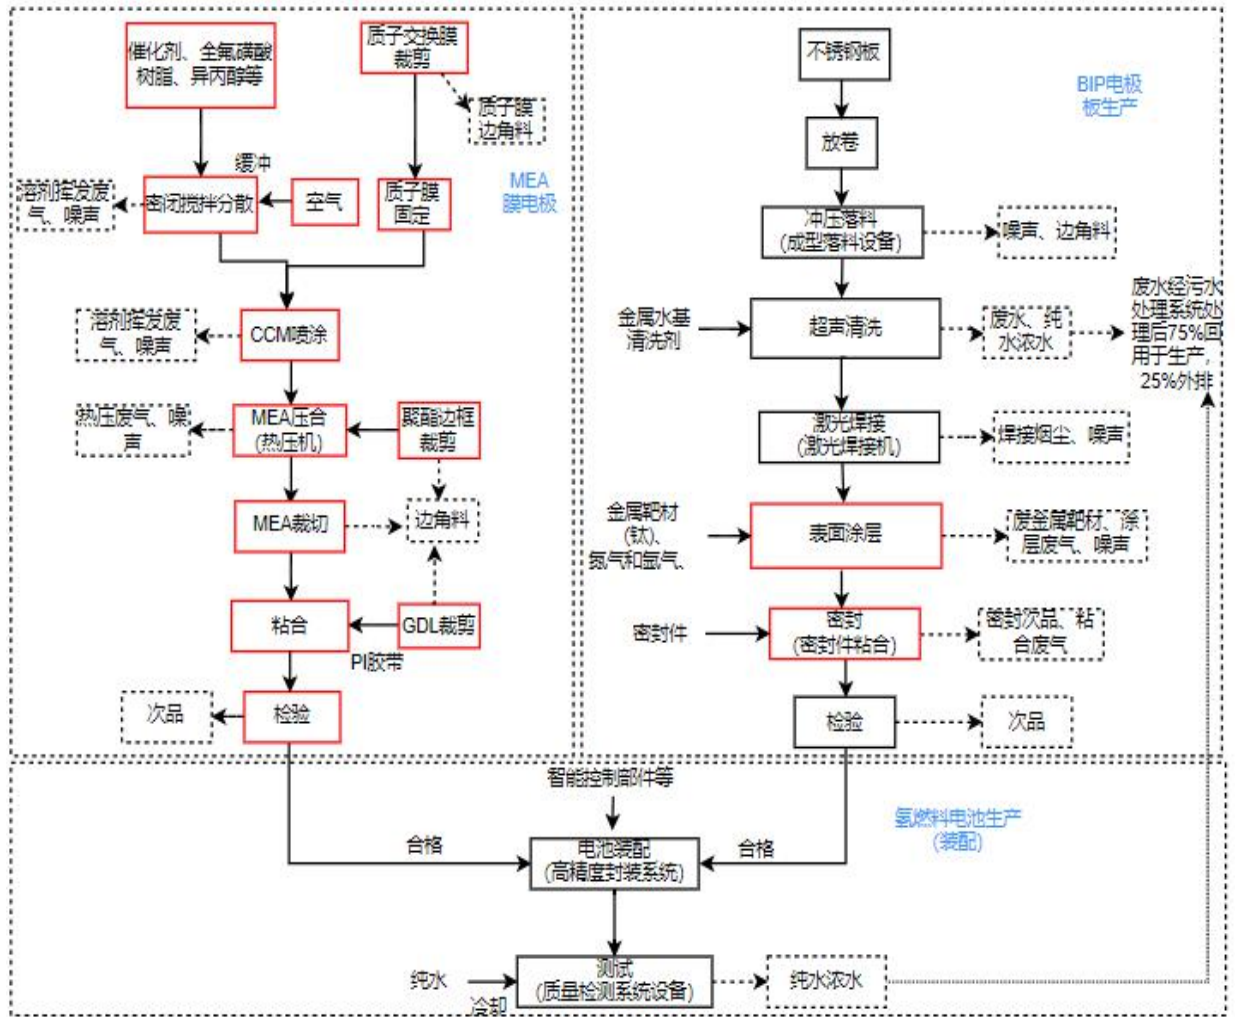 催化剂、全氟磺酸
树脂、异丙醇等
质子交换膜
裁剪
质子膜
边角料
缓冲
溶剂挥发废
气、噪声
密闭搅拌分散
空气
质子膜
固定
MEA
膜电极
溶剂挥发废
气、噪声
CCM喷涂
热压废气、噪
声
MEA压合
(热压机)
聚酯边框
裁剪
MEA裁切
边角料
粘合
GDL裁剪
PI胶带
次品
检验
不锈钢板
BIP电极
板生产
放卷
冲压落料
(成型落料设备)
噪声、边角料
金属水基
清洗剂
超声清洗
废水、纯
水浓水
废水经污水
处理系统处
理后75%回
用于生产，
25%外排
激光焊接
(激光焊接机)
焊接烟尘、噪声
金属靶材
(钛)、
氮气和氩气、
表面涂层
废金属靶材、涂
层废气、噪声
密封件
密封
(密封件粘合)
密封次品、粘
合废气
检验
次品
智能控制部件等
氢燃料电池生产
(装配)
合格
电池装配
(高精度封装系统)
合格
纯水
冷却
测试
(质量检测系统设备)
纯水浓水